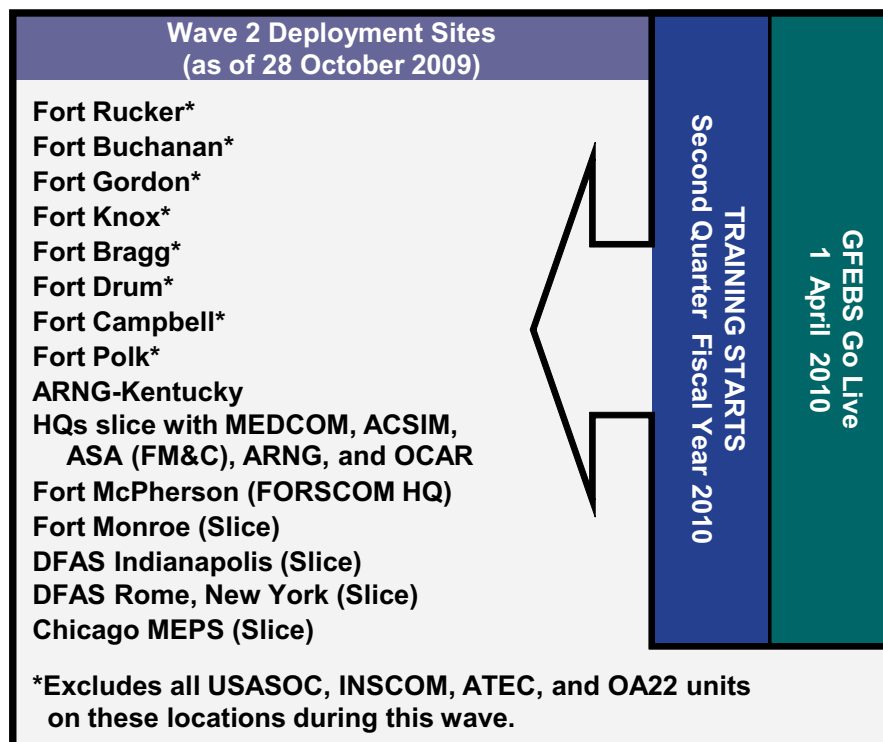 Wave 2 Deployment Sites
(as of 28 October 2009)
Fort Rucker*
Fort Buchanan*
Fort Gordon*
Fort Knox*
Fort Bragg*
Fort Drum*
Fort Campbell*
Fort Polk*
ARNG-Kentucky
HQs slice with MEDCOM, ACSIM,
ASA (FM&C), ARNG, and OCAR
Fort McPherson (FORSCOM HQ)
Fort Monroe (Slice)
DFAS Indianapolis (Slice)
DFAS Rome, New York (Slice)
Chicago MEPS (Slice)
*Excludes all USASOC, INSCOM, ATEC, and OA22 units
on these locations during this wave.
TRAINING STARTS
Second Quarter Fiscal Year 2010
GFEBS Go Live
1 April 2010